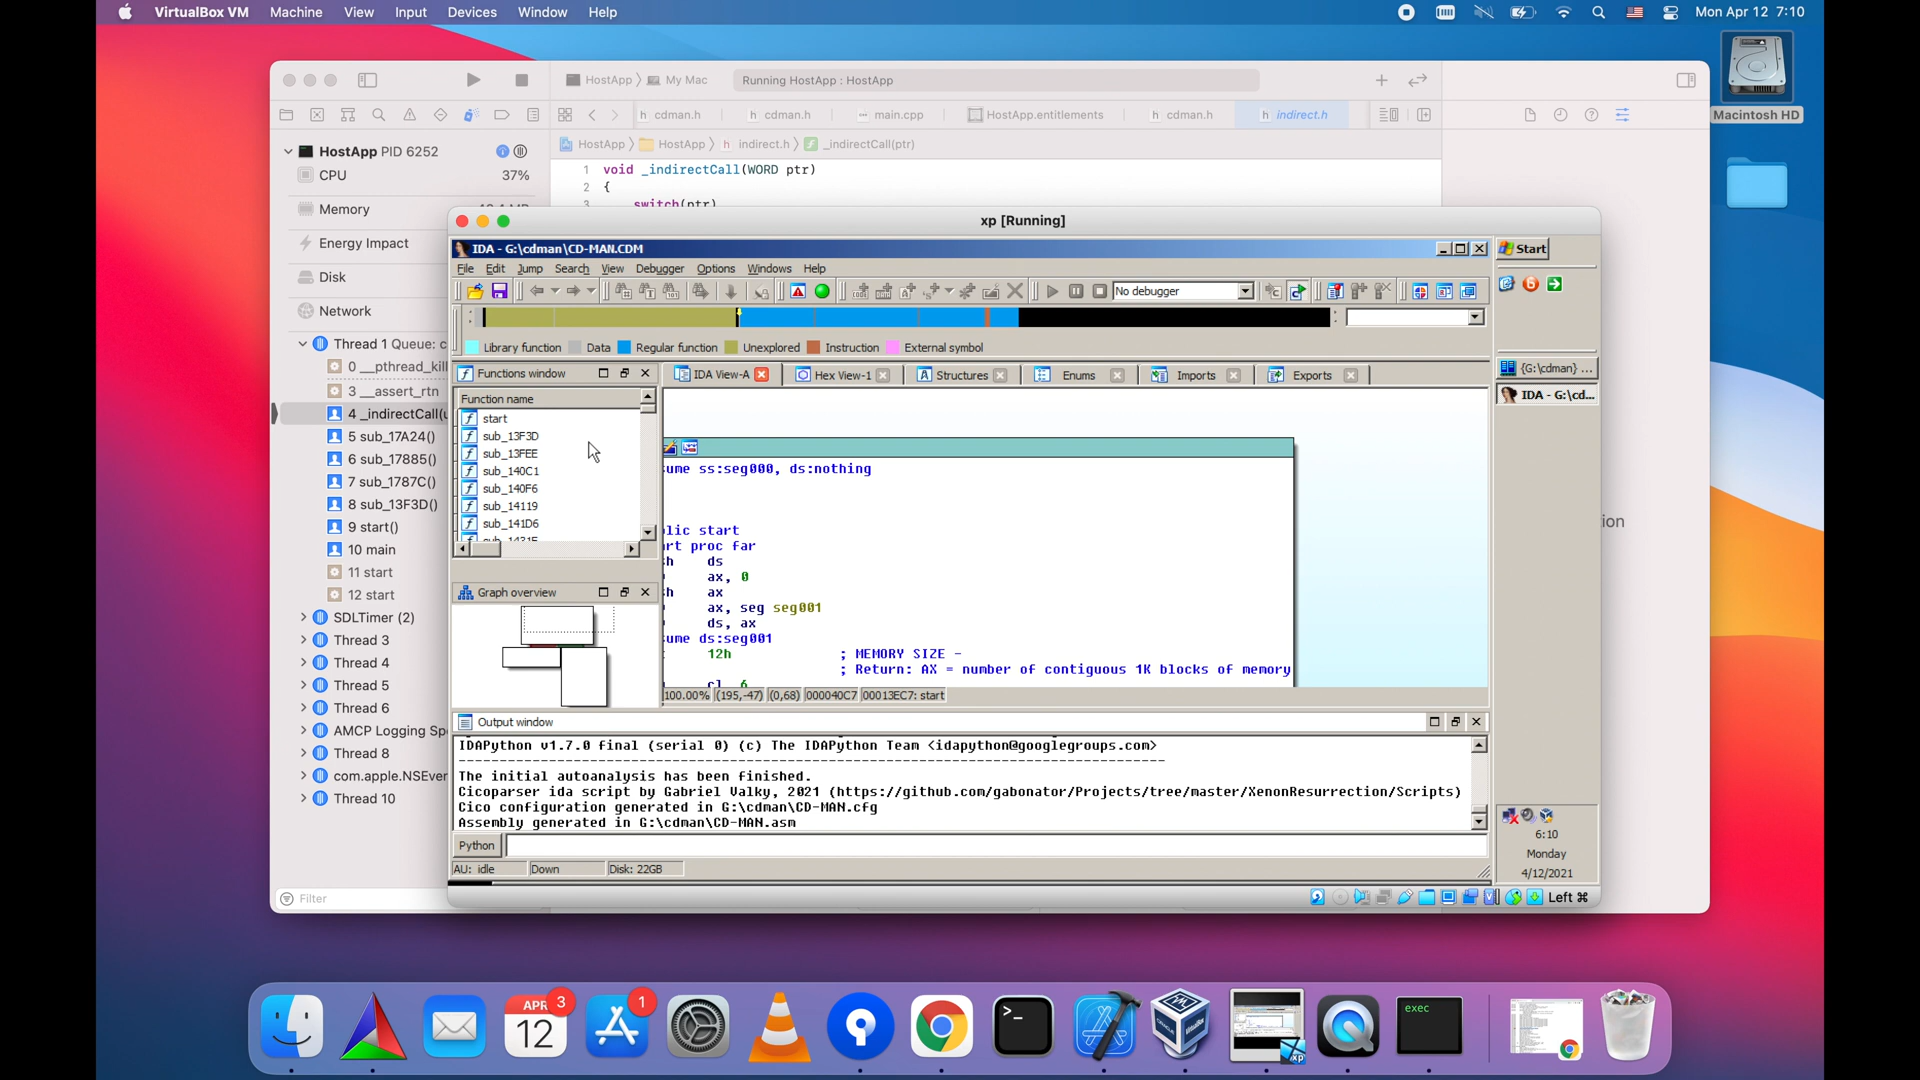 VirtualBox VM Machine View Input Devices Window Help
Mon Apr 12 7:10
Macintosh HD
HostApp My Mac
Running HostApp : HostApp
cdman.h cdman.h main.cpp HostApp.entitlements cdman.h indirect.h
HostApp HostApp indirect.h _indirectCall(ptr)
HostApp PID 6252
CPU 37%
Memory
Energy Impact
Disk
Network
Thread 1 Queue: c
0 __pthread_kill
3 __assert_rtn
4 _indirectCall(u
5 sub_17A24()
6 sub_17885()
7 sub_1787C()
8 sub_13F3D()
9 start()
10 main
11 start
12 start
SDLTimer (2)
Thread 3
Thread 4
Thread 5
Thread 6
AMCP Logging Sp
Thread 8
com.apple.NSEver
Thread 10
Filter
1 void _indirectCall(WORD ptr)
2 {
3 switch(ptr)
ion
xp [Running]
IDA - G:\cdman\CD-MAN.CDM
File Edit Jump Search View Debugger Options Windows Help
No debugger
Library function Data Regular function Unexplored Instruction External symbol
Functions window
Function name
start
sub_13F3D
sub_13FEE
sub_140C1
sub_140F6
sub_14119
sub_141D6
Graph overview
IDA View-A Hex View-1 Structures Enums Imports Exports
ume ss:seg000, ds:nothing
lic start
rt proc far
h ds
ax, 0
h ax
ax, seg seg001
ds, ax
ume ds:seg001
12h ; MEMORY SIZE -
; Return: AX = number of contiguous 1K blocks of memory
cl, 6
100.00% (195,-47) (0,68) 000040C7 00013EC7: start
Output window
IDAPython v1.7.0 final (serial 0) (c) The IDAPython Team <idapython@googlegroups.com>
The initial autoanalysis has been finished.
Cicoparser ida script by Gabriel Valky, 2021 (https://github.com/gabonator/Projects/tree/master/XenonResurrection/Scripts)
Cico configuration generated in G:\cdman\CD-MAN.cfg
Assembly generated in G:\cdman\CD-MAN.asm
Python
AU: idle Down Disk: 22GB
Start
{G:\cdman} ...
IDA - G:\cd...
6:10
Monday
4/12/2021
Left ⌘
APR 3
12
1
exec
xp